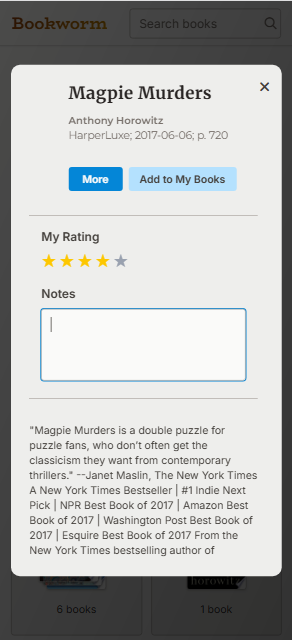 Bookworm
Search books
×
Magpie Murders
Anthony Horowitz
HarperLuxe; 2017-06-06; p. 720
More
Add to My Books
My Rating
Notes
"Magpie Murders is a double puzzle for
puzzle fans, who don't often get the
classicism they want from contemporary
thrillers." --Janet Maslin, The New York Times
A New York Times Bestseller | #1 Indie Next
Pick | NPR Best Book of 2017 | Amazon Best
Book of 2017 | Washington Post Best Book of
2017 | Esquire Best Book of 2017 From the
New York Times bestselling author of
horowitz
6 books
1 book